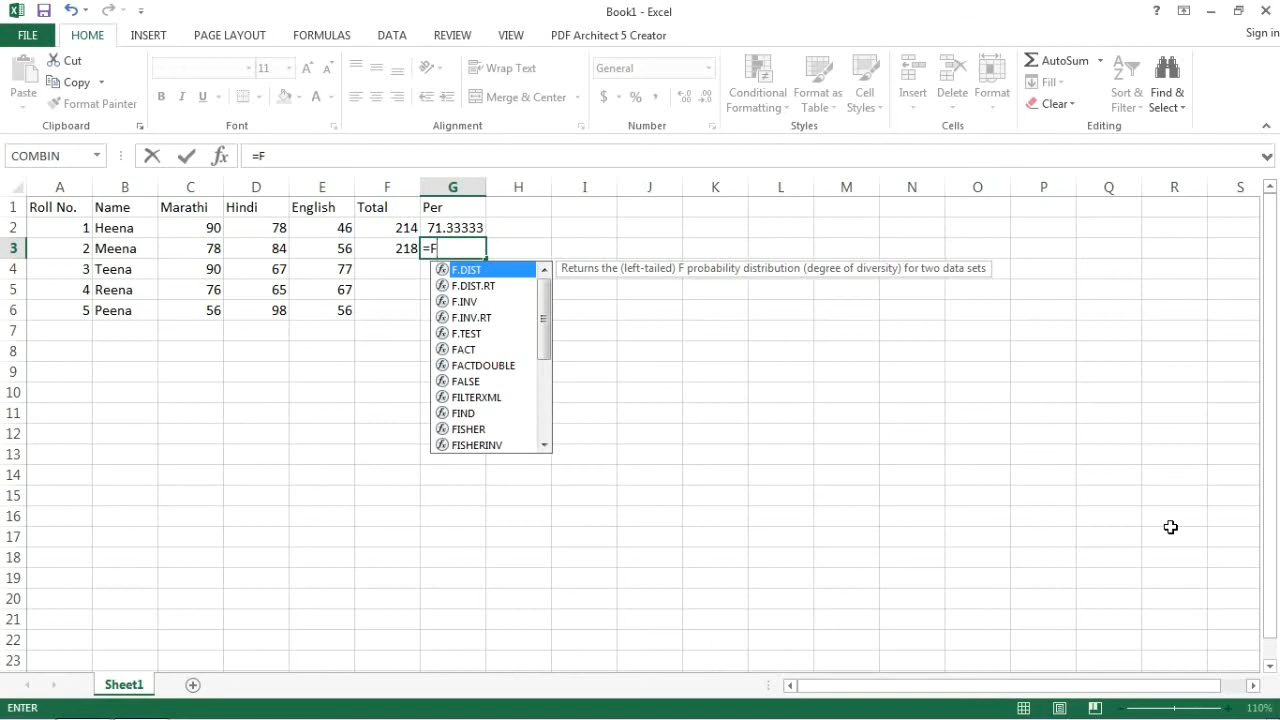 Book1 - Excel
?
Sign in
FILE HOME INSERT PAGE LAYOUT FORMULAS DATA REVIEW VIEW PDF Architect 5 Creator
Paste
Cut
Copy
Format Painter
Clipboard
11
A A
B I U A
Font
Wrap Text
Merge & Center
Alignment
General
$ % ,
Number
Conditional Formatting
Format as Table
Cell Styles
Styles
Insert
Delete
Format
Cells
AutoSum
Fill
Clear
Sort & Filter
Find & Select
Editing
COMBIN fx =F
A B C D E F G H I J K L M N O P Q R S
1 Roll No. Name Marathi Hindi English Total Per
2 1 Heena 90 78 46 214 71.33333
3 2 Meena 78 84 56 218 =F
4 3 Teena 90 67 77
5 4 Reena 76 65 67
6 5 Peena 56 98 56
F.DIST
Returns the (left-tailed) F probability distribution (degree of diversity) for two data sets
F.DIST.RT
F.INV
F.INV.RT
F.TEST
FACT
FACTDOUBLE
FALSE
FILTERXML
FIND
FISHER
FISHERINV
7
8
9
10
11
12
13
14
15
16
17
18
19
20
21
22
23
Sheet1
ENTER
110%